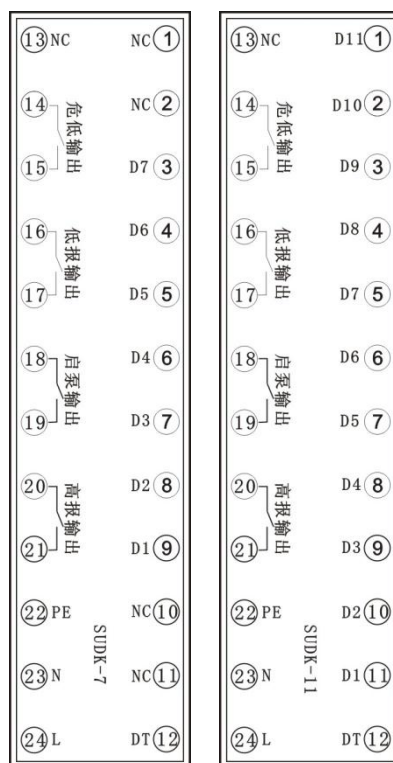 13 NC NC 1
14 NC 2
危低输出
15 D7 3
16 D6 4
低报输出
17 D5 5
18 D4 6
启泵输出
19 D3 7
20 D2 8
高报输出
21 D1 9
22 PE NC 10
23 N NC 11
24 L DT 12
SUDK-7
13 NC D11 1
14 D10 2
危低输出
15 D9 3
16 D8 4
低报输出
17 D7 5
18 D6 6
启泵输出
19 D5 7
20 D4 8
高报输出
21 D3 9
22 PE D2 10
23 N D1 11
24 L DT 12
SUDK-11